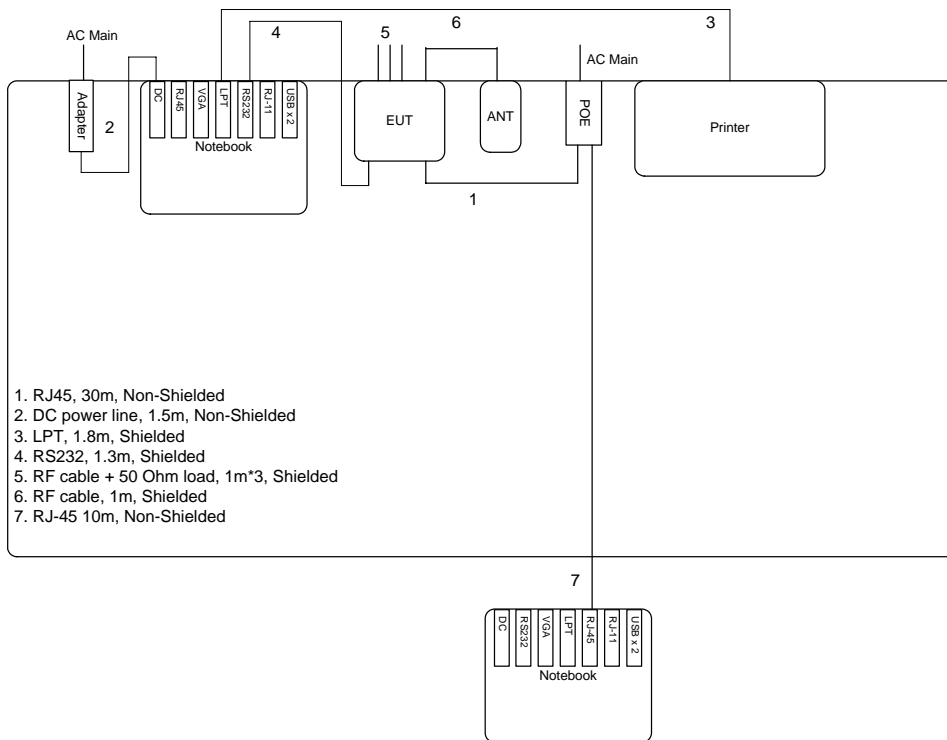 4
5
6
3
AC Main
AC Main
Adapter
2
DC
RJ45
VGA
LPT
RS232
RJ-11
USB x 2
Notebook
EUT
ANT
POE
Printer
1
1. RJ45, 30m, Non-Shielded
2. DC power line, 1.5m, Non-Shielded
3. LPT, 1.8m, Shielded
4. RS232, 1.3m, Shielded
5. RF cable + 50 Ohm load, 1m*3, Shielded
6. RF cable, 1m, Shielded
7. RJ-45 10m, Non-Shielded
7
DC
RS232
VGA
LPT
RJ-45
RJ-11
USB x 2
Notebook